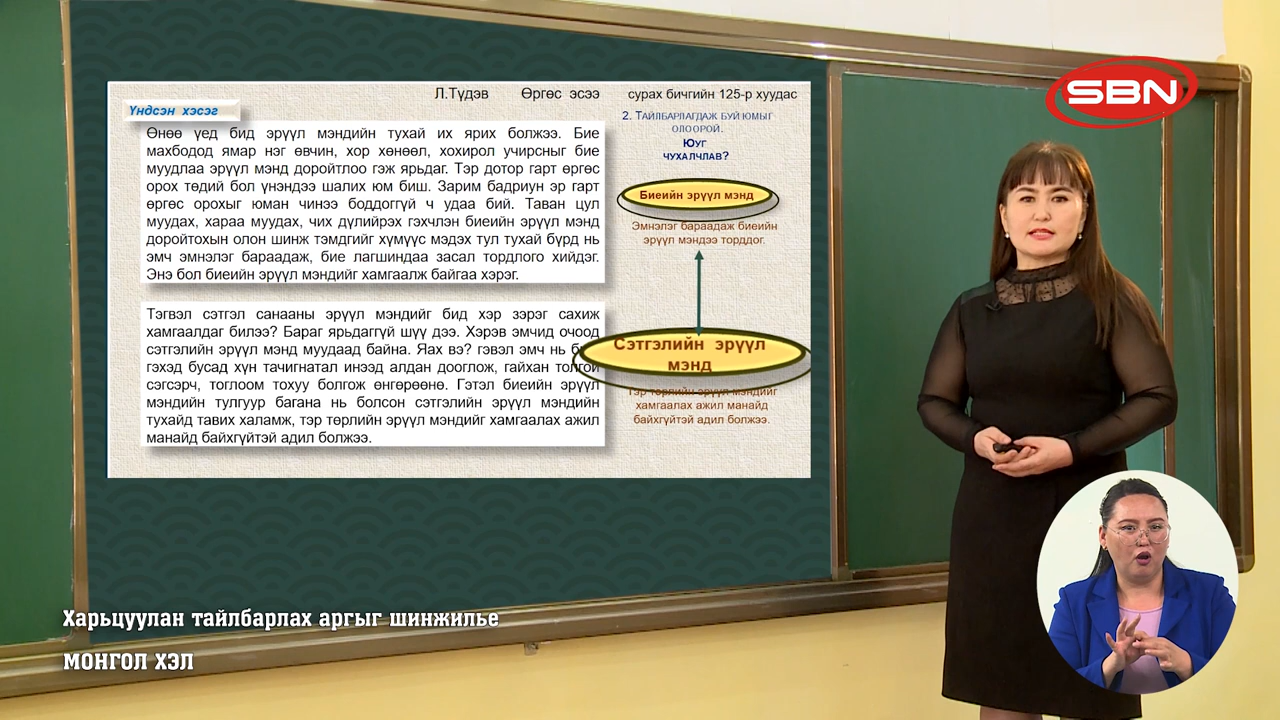 SBN
Л.Түдэв Өргөс эсээ сурах бичгийн 125-р хуудас
Үндсэн хэсэг
Өнөө үед бид эрүүл мэндийн тухай их ярих болжээ. Бие
махбодод ямар нэг өвчин, хор хөнөөл, хохирол учирсныг бие
муудлаа эрүүл мэнд доройтлоо гэж ярьдаг. Тэр дотор гарт өргөс
орох төдий бол үнэндээ шалих юм биш. Зарим бадриун эр гарт
өргөс орохыг юман чинээ боддоггүй ч удаа бий. Таван цул
муудах, хараа муудах, чих дүлийрэх гэхчлэн биеийн эрүүл мэнд
доройтохын олон шинж тэмдгийг хүмүүс мэдэх тул тухай бүрд нь
эмч эмнэлэг бараадаж, бие лагшиндаа засал тордлого хийдэг.
Энэ бол биеийн эрүүл мэндийг хамгаалж байгаа хэрэг.
Тэгвэл сэтгэл санааны эрүүл мэндийг бид хэр зэрэг сахиж
хамгаалдаг билээ? Бараг ярьдаггүй шүү дээ. Хэрэв эмчид очоод
сэтгэлийн эрүүл мэнд муудаад байна. Яах вэ? гэвэл эмч нь
гэхэд бусад хүн тачигнатал инээд алдан дооглож, гайхан толгой
сэгсэрч, тоглоом тохуу болгож өнгөрөөнө. Гэтэл биеийн эрүүл
мэндийн тулгуур багана нь болсон сэтгэлийн эрүүл мэндийн
тухайд тавих халамж, тэр төрлийн эрүүл мэндийг хамгаалах ажил
манайд байхгүйтэй адил болжээ.
2. ТАЙЛБАРЛАГДАЖ БУЙ ЮМЫГ
ОЛООРОЙ.
ЮУГ
ЧУХАЛЧЛАВ?
Биеийн эрүүл мэнд
Эмнэлэг бараадаж биеийн
эрүүл мэндээ торддог.
Сэтгэлийн эрүүл
мэнд
Тэр төрлийн эрүүл мэндийг
хамгаалах ажил манайд
байхгүйтэй адил болжээ.
Харьцуулан тайлбарлах аргыг шинжилье
МОНГОЛ ХЭЛ